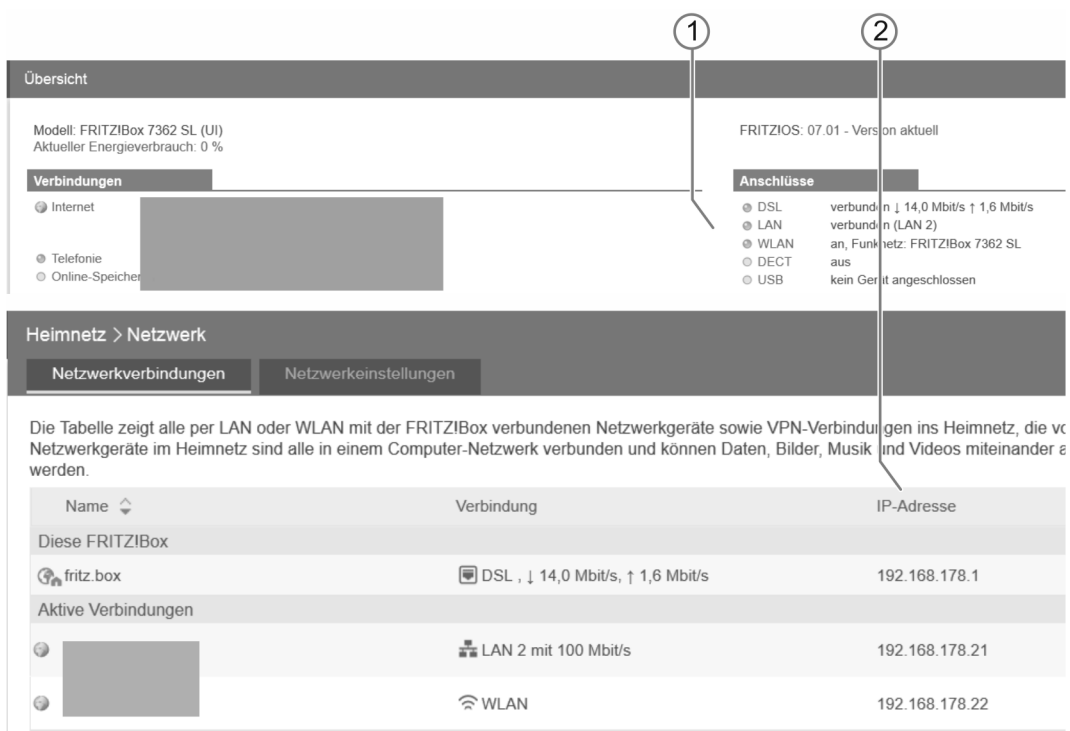 1 2
Übersicht
Modell: FRITZ!Box 7362 SL (UI) FRITZ!OS: 07.01 - Version aktuell
Aktueller Energieverbrauch: 0 %
Verbindungen Anschlüsse
Internet DSL verbunden ↓ 14,0 Mbit/s ↑ 1,6 Mbit/s
LAN verbunden (LAN 2)
WLAN an, Funknetz: FRITZ!Box 7362 SL
Telefonie DECT aus
Online-Speicher USB kein Gerät angeschlossen
Heimnetz > Netzwerk
Netzwerkverbindungen Netzwerkeinstellungen
Die Tabelle zeigt alle per LAN oder WLAN mit der FRITZ!Box verbundenen Netzwerkgeräte sowie VPN-Verbindungen ins Heimnetz, die
Netzwerkgeräte im Heimnetz sind alle in einem Computer-Netzwerk verbunden und können Daten, Bilder, Musik und Videos miteinander
werden.
Name Verbindung IP-Adresse
Diese FRITZ!Box
fritz.box DSL , ↓ 14,0 Mbit/s, ↑ 1,6 Mbit/s 192.168.178.1
Aktive Verbindungen
LAN 2 mit 100 Mbit/s 192.168.178.21
WLAN 192.168.178.22